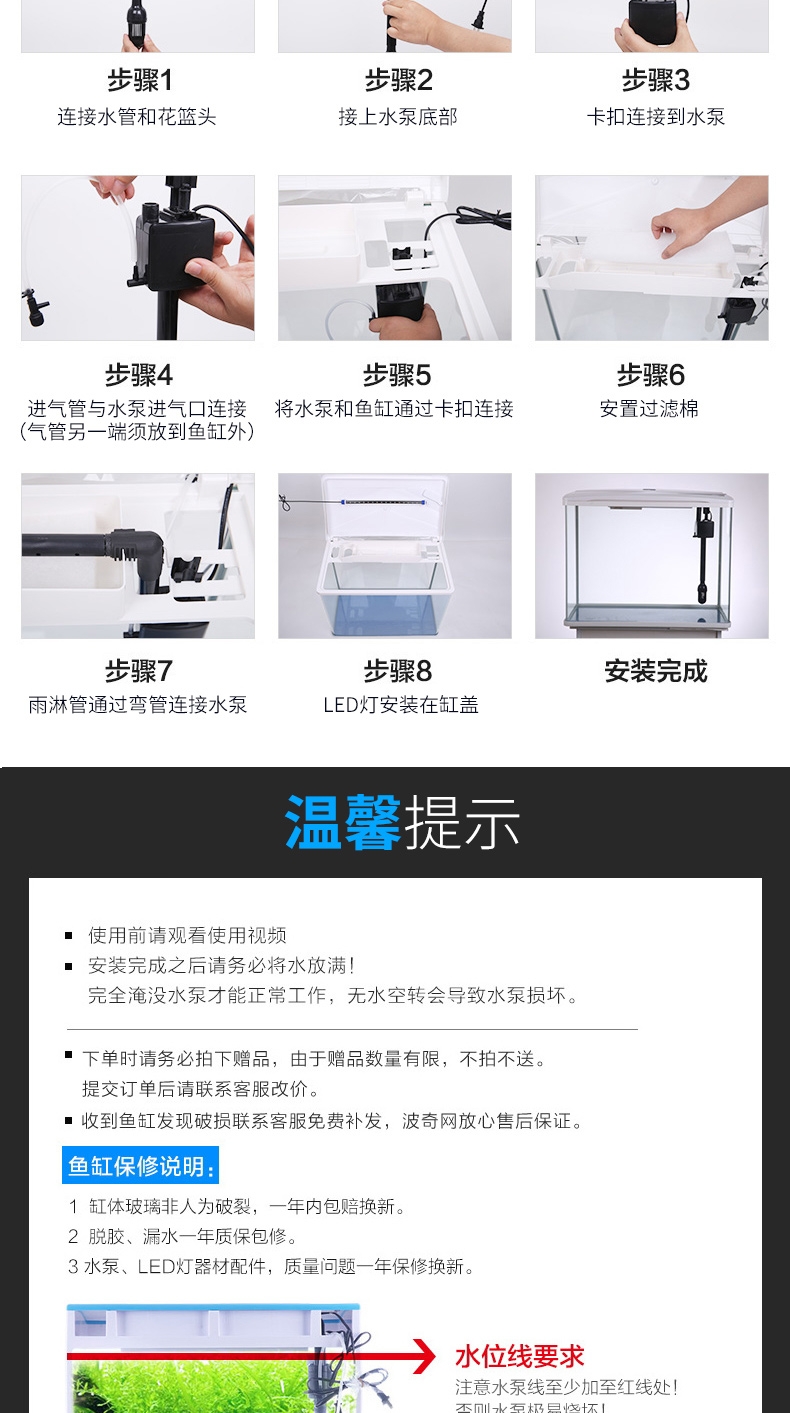 步骤1
步骤2
步骤3
连接水管和花篮头
接上水泵底部
卡扣连接到水泵
步骤4
步骤5
步骤6
进气管与水泵进气口连接
(气管另一端须放到鱼缸外)
将水泵和鱼缸通过卡扣连接
安置过滤棉
步骤7
步骤8
安装完成
雨淋管通过弯管连接水泵
LED灯安装在缸盖
温馨提示
使用前请观看使用视频
安装完成之后请务必将水放满！
完全淹没水泵才能正常工作，无水空转会导致水泵损坏。
下单时请务必拍下赠品，由于赠品数量有限，不拍不送。
提交订单后请联系客服改价。
收到鱼缸发现破损联系客服免费补发，波奇网放心售后保证。
鱼缸保修说明：
1 缸体玻璃非人为破裂，一年内包赔换新。
2 脱胶、漏水一年质保包修。
3 水泵、LED灯器材配件，质量问题一年保修换新。
水位线要求
注意水泵线至少加至红线处！
否则水泵极易烧坏！